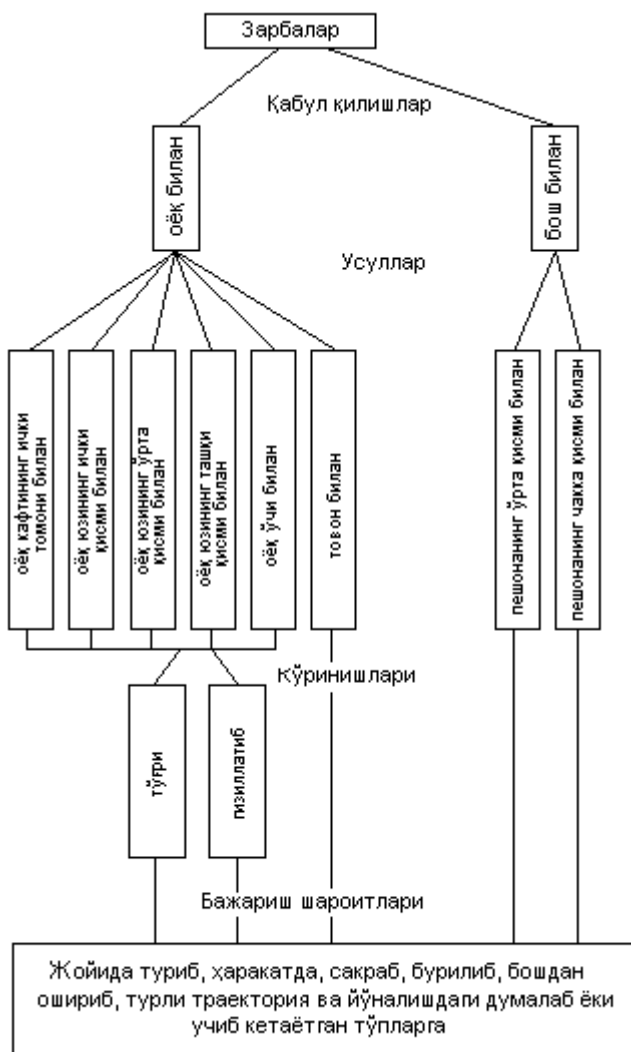 Зарбалар
Қабул қилишлар
оёқ билан
бош билан
Усуллар
оёқ кафтининг ички
томони билан
оёқ юзининг ички
қисми билан
оёқ юзининг ўрта
қисми билан
оёқ юзининг ташқи
қисми билан
оёқ ўчи билан
товон билан
пешонанинг ўрта қисми билан
пешонанинг чакка қисми билан
Кўринишлари
тўғри
гизиллатиб
Бажариш шароитлари
Жойида туриб, ҳаракатда, сакраб, бурилиб, бошдан
ошириб, турли траектория ва йўналишдаги думалаб ёки
учиб кетаётган тўпларга